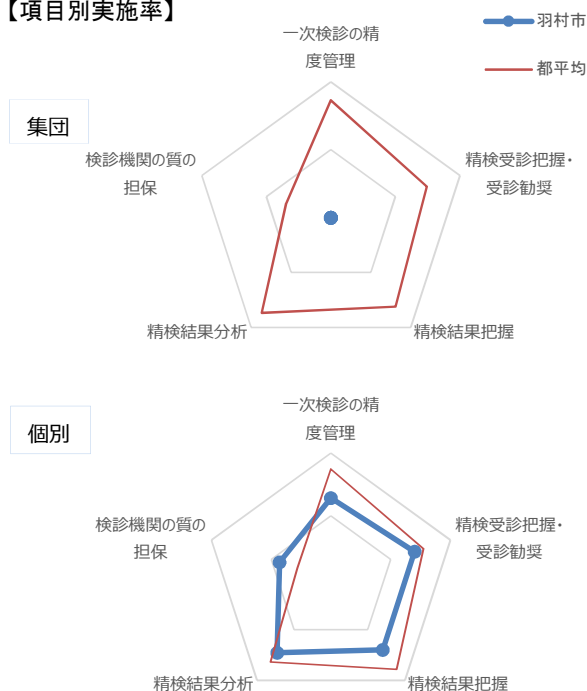 【項目別実施率】
羽村市
都平均
集団
一次検診の精
度管理
精検受診把握・
受診勧奨
精検結果把握
精検結果分析
検診機関の質の
担保
個別
一次検診の精
度管理
精検受診把握・
受診勧奨
精検結果把握
精検結果分析
検診機関の質の
担保